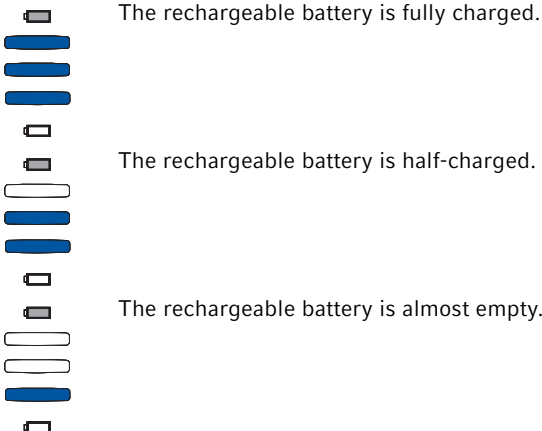 The rechargeable battery is fully charged.
The rechargeable battery is half-charged.
The rechargeable battery is almost empty.